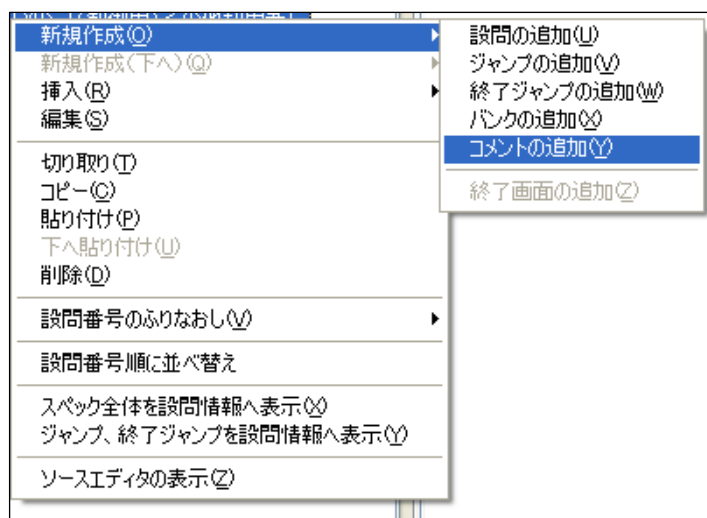 新規作成(O)
新規作成(下へ)(Q)
挿入(R)
編集(S)
切り取り(T)
コピー(C)
貼り付け(P)
下へ貼り付け(U)
削除(D)
設問番号のふりなおし(V)
設問番号順に並べ替え
スペック全体を設問情報へ表示(X)
ジャンプ、終了ジャンプを設問情報へ表示(Y)
ソースエディタの表示(Z)
設問の追加(U)
ジャンプの追加(V)
終了ジャンプの追加(W)
バンクの追加(X)
コメントの追加(Y)
終了画面の追加(Z)